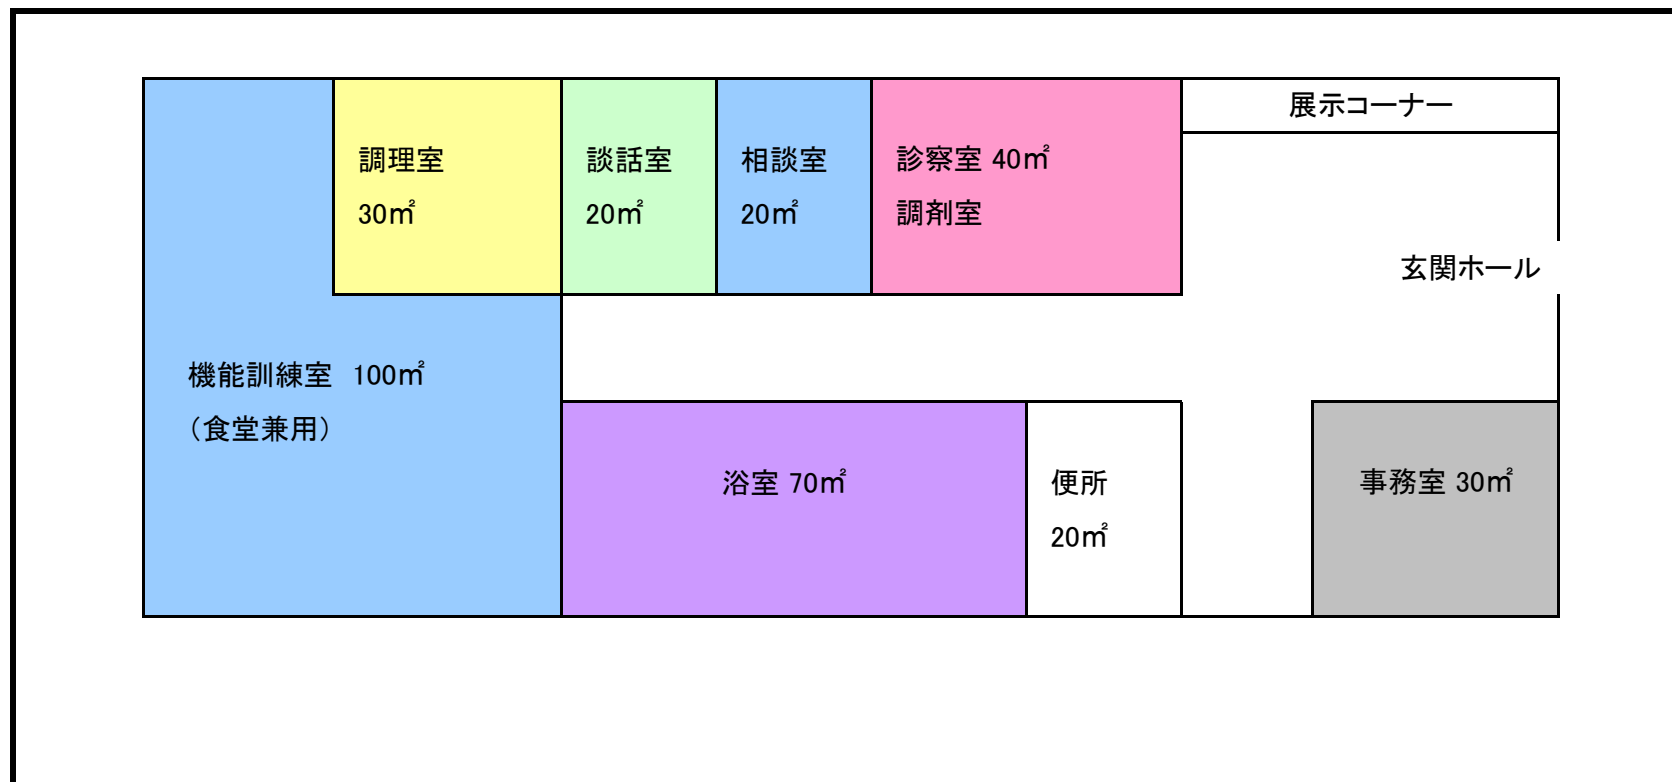 展示コーナー
調理室
30㎡
談話室
20㎡
相談室
20㎡
診察室 40㎡
調剤室
玄関ホール
機能訓練室 100㎡
（食堂兼用）
浴室 70㎡
便所
20㎡
事務室 30㎡